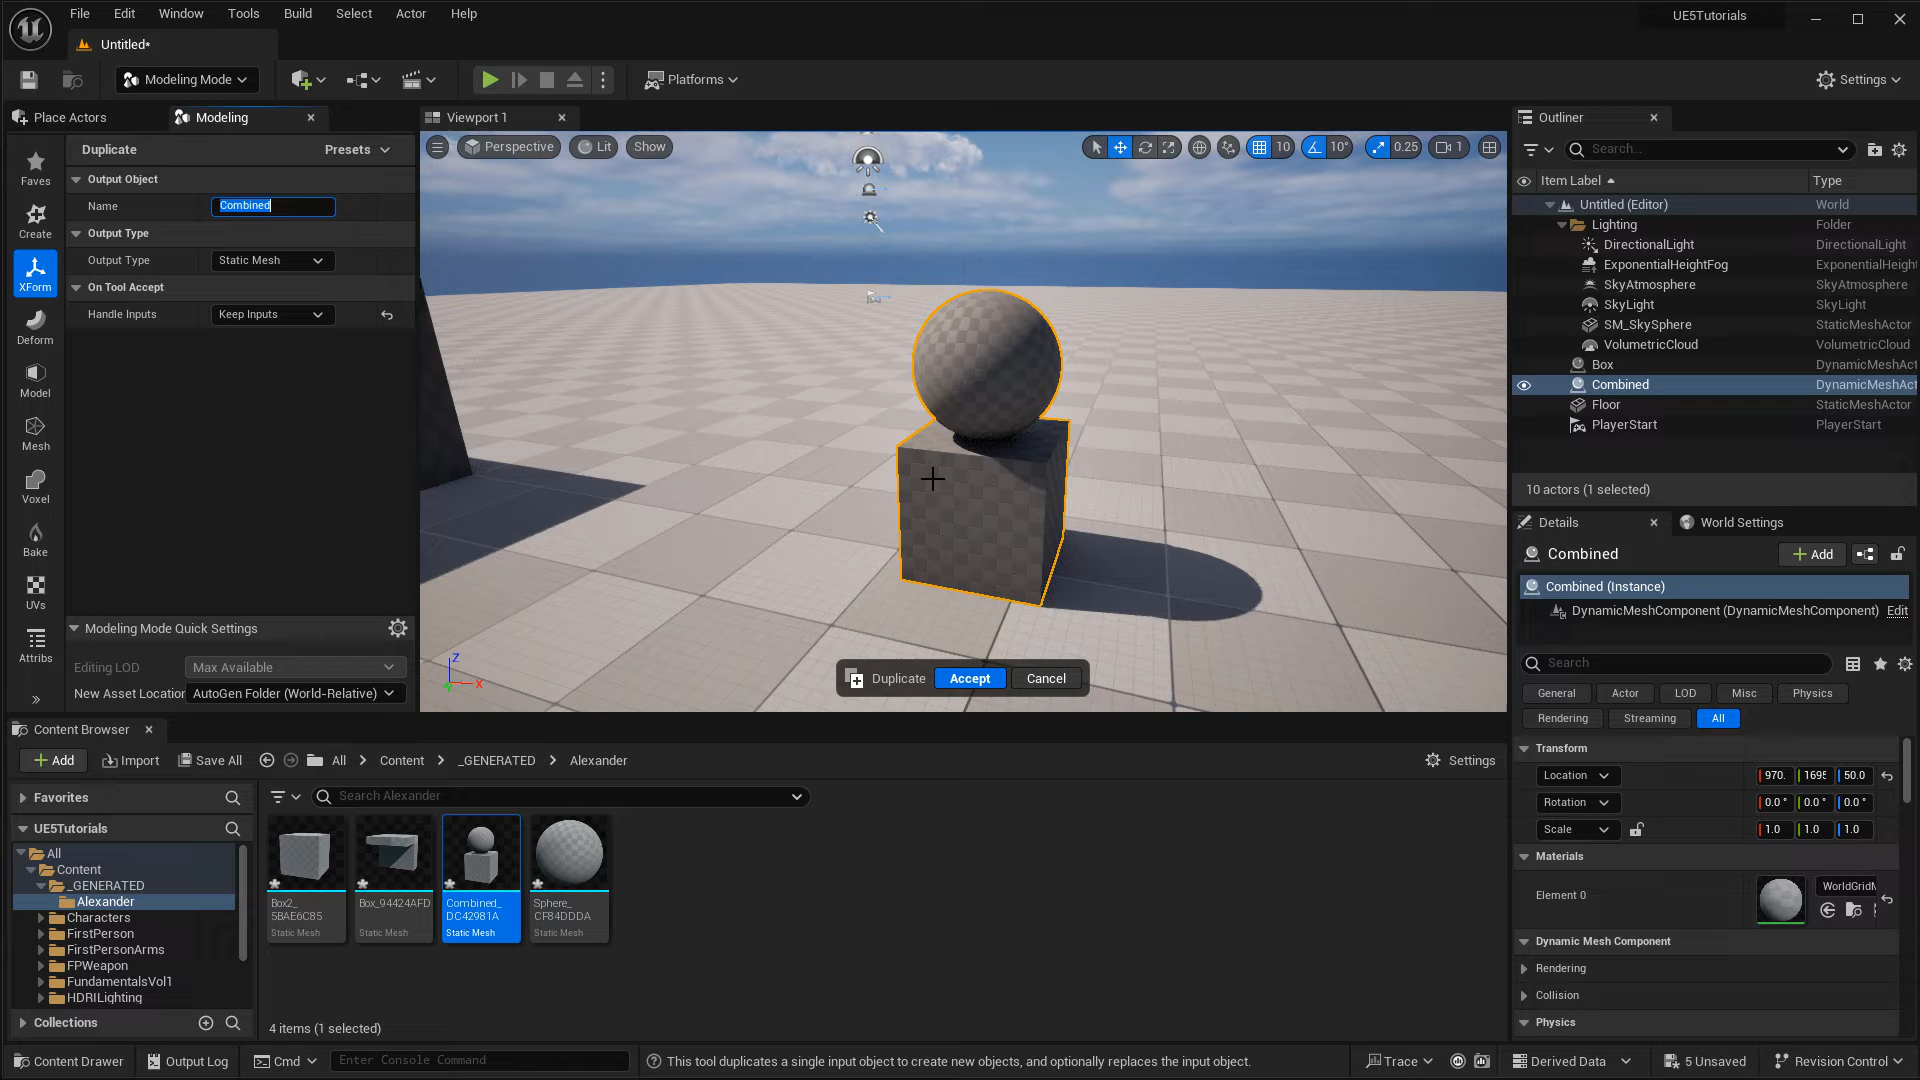 File Edit Window Tools Build Select Actor Help
UE5Tutorials
Untitled*
Modeling Mode
Platforms
Settings
Place Actors
Modeling
Viewport 1
Outliner
Duplicate
Presets
Perspective
Lit
Show
10
10°
0.25
1
Search...
Faves
Output Object
Item Label
Type
Name
Combined
Untitled (Editor) World
Create
Lighting Folder
Output Type
DirectionalLight DirectionalLight
Output Type
Static Mesh
ExponentialHeightFog ExponentialHeight
XForm
On Tool Accept
SkyAtmosphere SkyAtmosphere
SkyLight SkyLight
Handle Inputs
Keep Inputs
SM_SkySphere StaticMeshActor
Deform
VolumetricCloud VolumetricCloud
Box DynamicMeshAct
Model
Combined DynamicMeshAct
Floor StaticMeshActor
PlayerStart PlayerStart
Mesh
10 actors (1 selected)
Voxel
Details
World Settings
Bake
Combined
Add
Combined (Instance)
UVs
DynamicMeshComponent (DynamicMeshComponent) Edit
Modeling Mode Quick Settings
Attribs
Z
X
Y
Editing LOD
Max Available
Search
Duplicate
Accept
Cancel
New Asset Location
AutoGen Folder (World-Relative)
General Actor LOD Misc Physics
Rendering Streaming All
Content Browser
Transform
Add
Import
Save All
All
Content
_GENERATED
Alexander
Settings
Location
970.
1695
50.0
Favorites
Search Alexander
Rotation
0.0 °
0.0 °
0.0 °
UE5Tutorials
Scale
1.0
1.0
1.0
All
Materials
Content
_GENERATED
Element 0
WorldGridM
Alexander
Characters
FirstPerson
FirstPersonArms
FPWeapon
FundamentalsVol1
HDRILighting
Box2_
5BAE6C85
Static Mesh
Box_94424AFD
Static Mesh
Combined_
DC42981A
Static Mesh
Sphere_
CF84DDDA
Static Mesh
Dynamic Mesh Component
Rendering
Collision
Physics
Collections
4 items (1 selected)
Content Drawer
Output Log
Cmd
Enter Console Command
This tool duplicates a single input object to create new objects, and optionally replaces the input object.
Trace
Derived Data
5 Unsaved
Revision Control